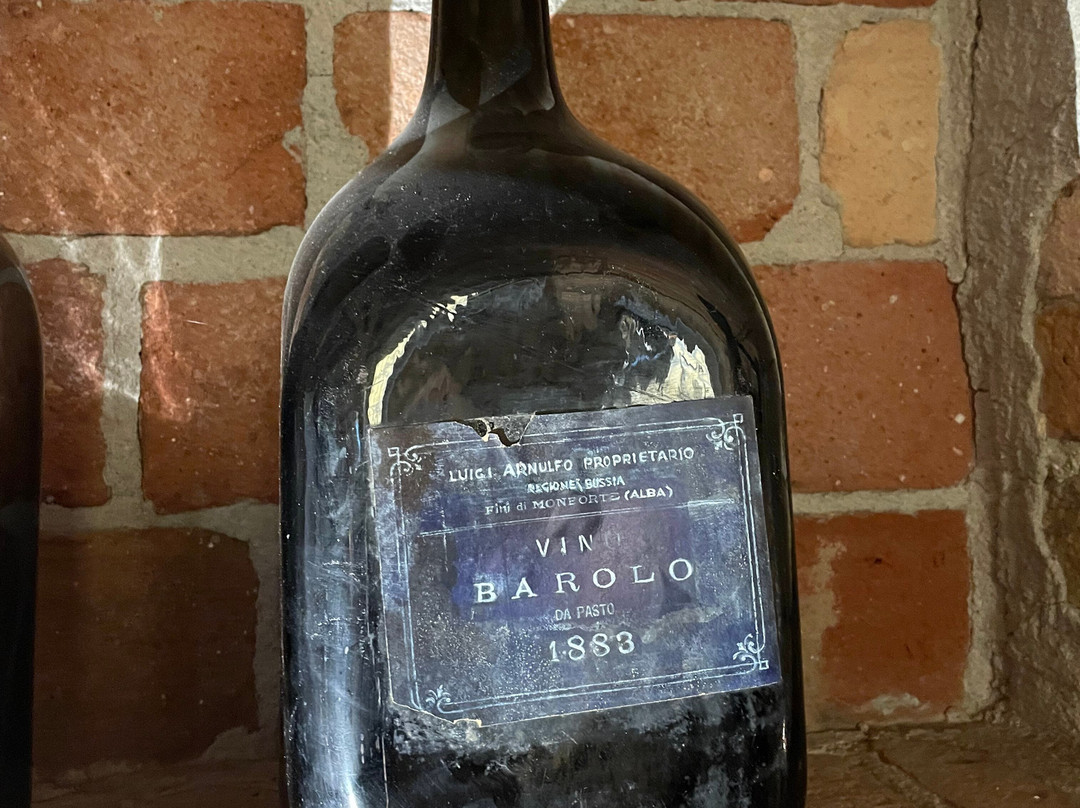 LUIGI ARNULFO PROPRIETARIO
REGIONE BUSSIA
Fini di MONFORTE (ALBA)
VINO
BAROLO
DA PASTO
1883